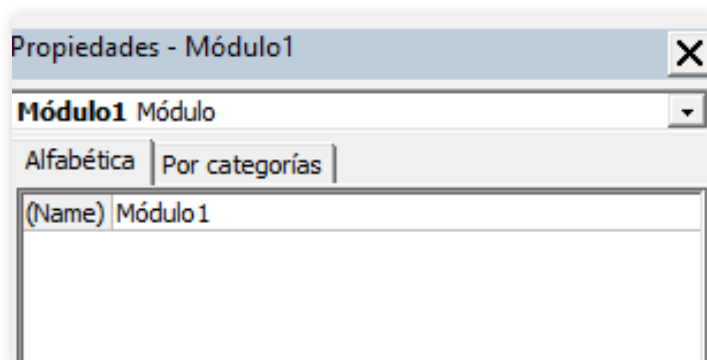 Propiedades - Módulo1
Módulo1 Módulo
Alfabética Por categorías
(Name) Módulo1